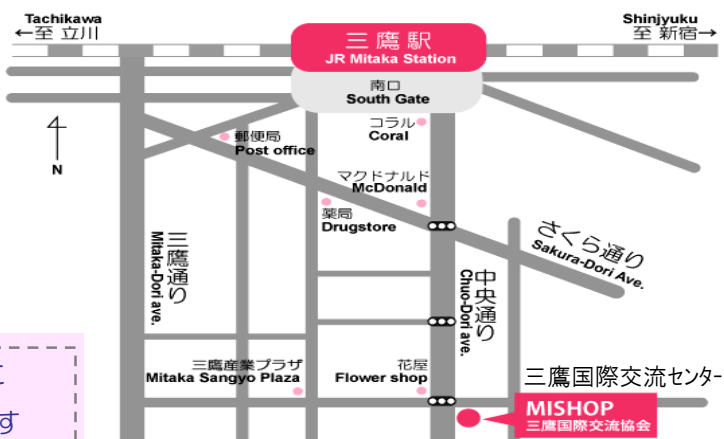 Tachikawa
←至 立川
Shinjyuku
至 新宿→
三鷹駅
JR Mitaka Station
南口
South Gate
コラル
Coral
郵便局
Post office
N
マクドナルド
McDonald
薬局
Drugstore
さくら通り
Sakura-Dori Ave.
三鷹通り
Mitaka-Dori ave.
中央通り
Chuo-Dori ave.
三鷹産業プラザ
Mitaka Sangyo Plaza
花屋
Flower shop
三鷹国際交流センター
MISHOP
三鷹国際交流協会
に
す